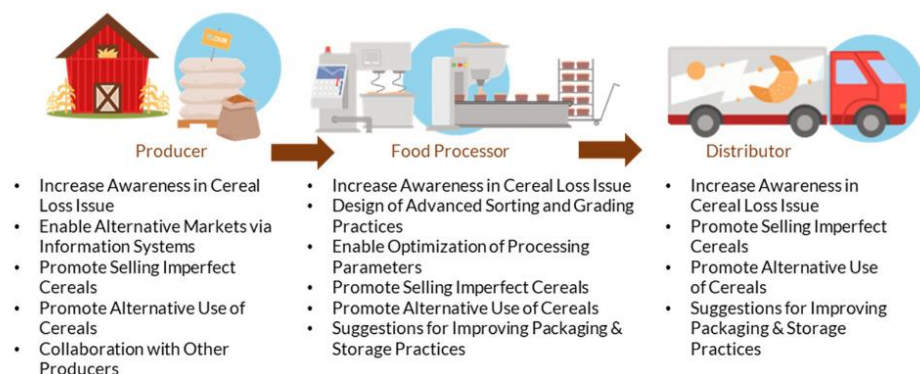 FLOUR
Producer
• Increase Awareness in Cereal
Loss Issue
• Enable Alternative Markets via
Information Systems
• Promote Selling Imperfect
Cereals
• Promote Alternative Use of
Cereals
• Collaboration with Other
Producers
Food Processor
• Increase Awareness in Cereal Loss Issue
• Design of Advanced Sorting and Grading
Practices
• Enable Optimization of Processing
Parameters
• Promote Selling Imperfect Cereals
• Promote Alternative Use of Cereals
• Suggestions for Improving Packaging &
Storage Practices
Distributor
• Increase Awareness in
Cereal Loss Issue
• Promote Selling Imperfect
Cereals
• Promote Alternative Use
of Cereals
• Suggestions for Improving
Packaging & Storage
Practices